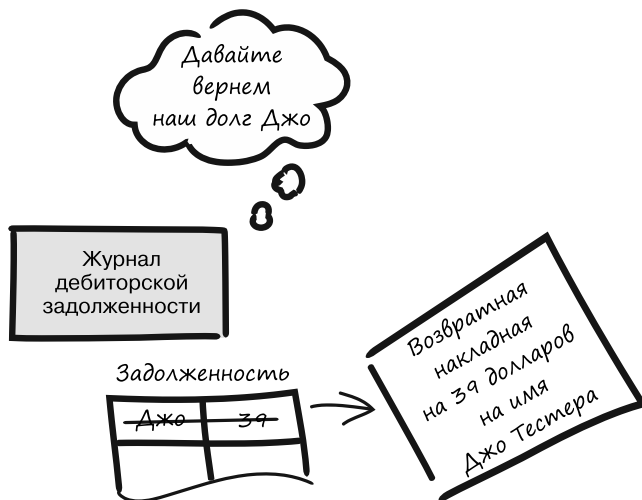 Давайте
вернем
наш долг Джо
Журнал
дебиторской
задолженности
Задолженность
Джо 39
Возвратная
накладная
на 39 долларов
на имя
Джо Тестера